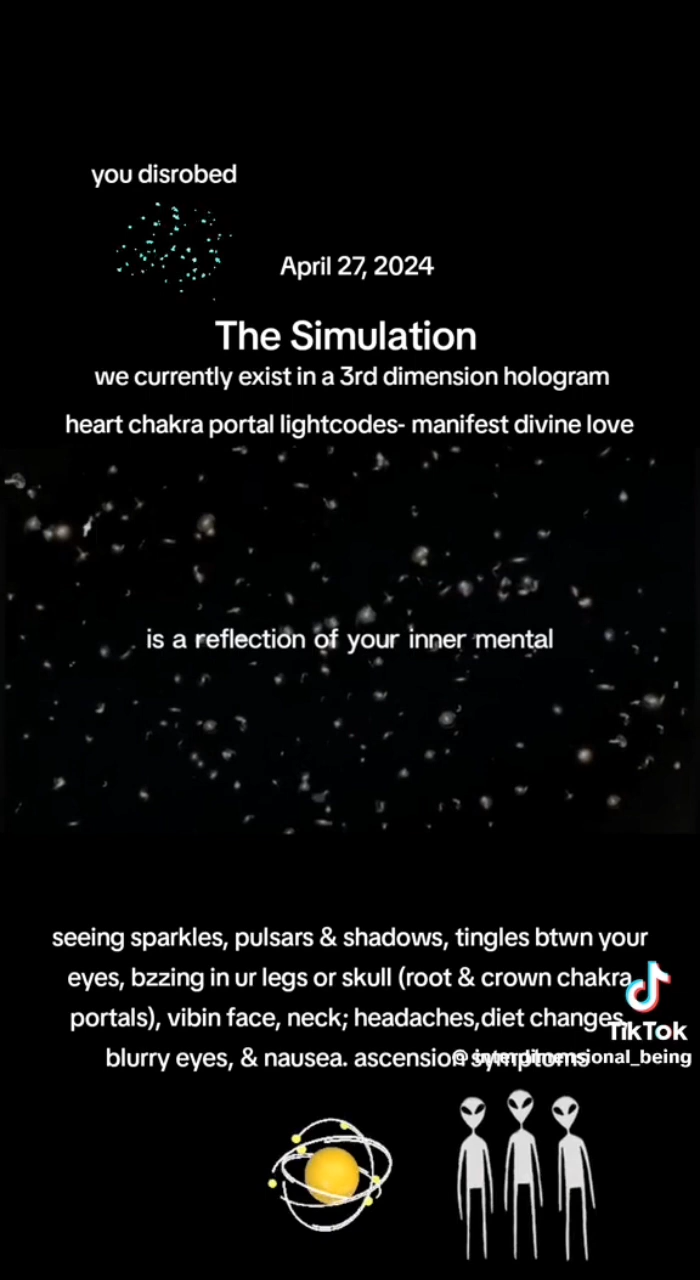 you disrobed
April 27, 2024
The Simulation
we currently exist in a 3rd dimension hologram
heart chakra portal lightcodes- manifest divine love
is a reflection of your inner mental
seeing sparkles, pulsars & shadows, tingles btwn your
eyes, bzzing in ur legs or skull (root & crown chakra
portals), vibin face, neck; headaches,diet changes,
TikTok
blurry eyes, & nausea. ascension symptoms
@ interdimensional_being